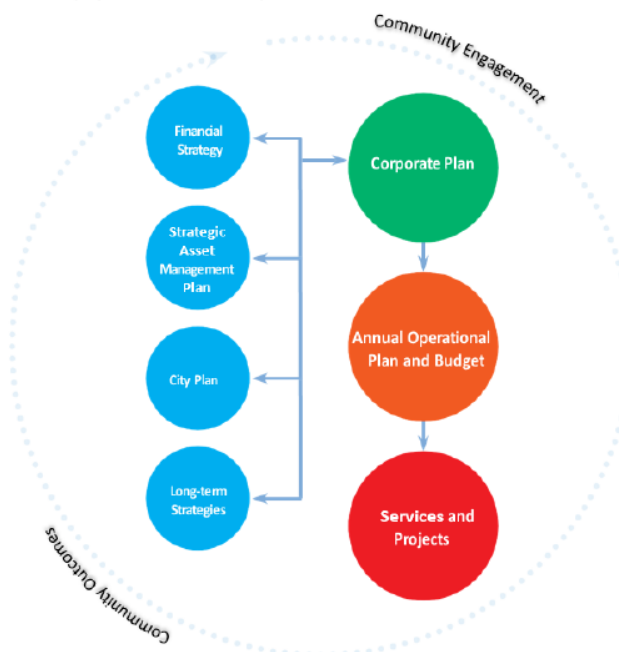 Community Engagement
Financial
Strategy
Corporate Plan
Strategic
Asset
Management
Plan
Annual Operational
Plan and Budget
City Plan
Long-term
Strategies
Services and
Projects
Community Outcomes